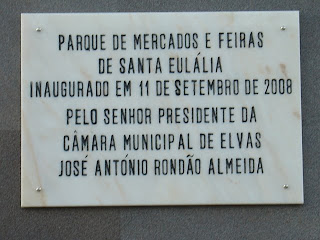 PARQUE DE MERCADOS E FEIRAS
DE SANTA EULÁLIA
INAUGURADO EM 11 DE SETEMBRO DE 2008
PELO SENHOR PRESIDENTE DA
CÂMARA MUNICIPAL DE ELVAS
JOSÉ ANTÓNIO RONDÃO ALMEIDA